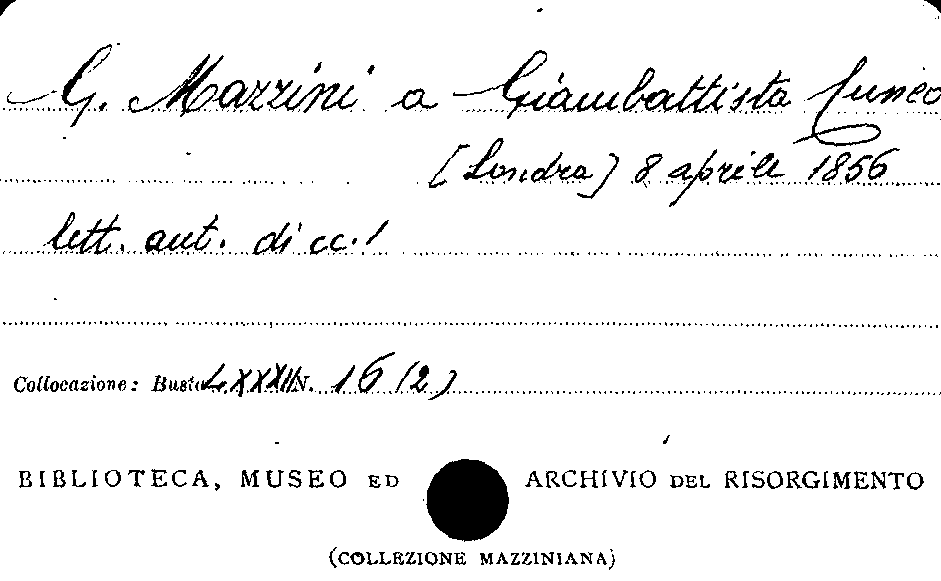 G. Mazzini a Giambattista Cuneo
[Londra] 8 aprile 1856
lett. aut. di cc. 1
Collocazione: Busta LXXXII N. 16 (2)
BIBLIOTECA, MUSEO ED ARCHIVIO DEL RISORGIMENTO
(COLLEZIONE MAZZINIANA)